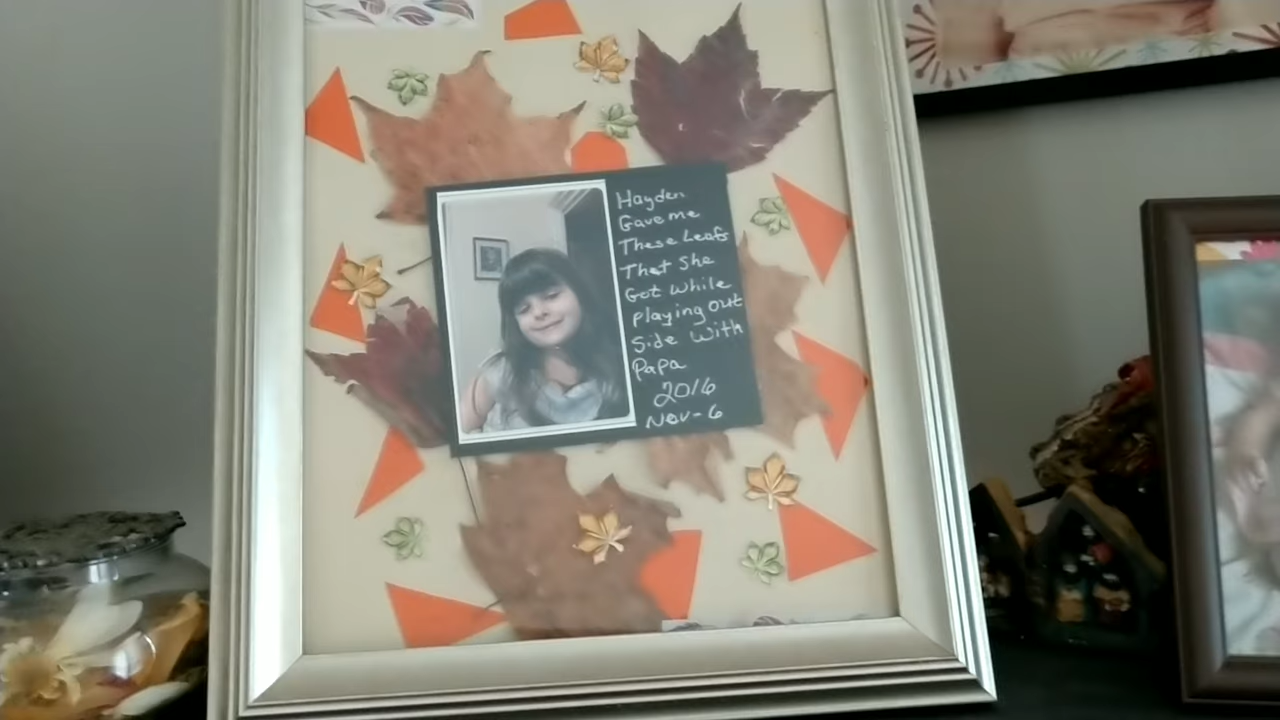 Hayden
Gave me
These Leafs
That She
Got While
playing out
Side With
Papa
2016
Nov-6